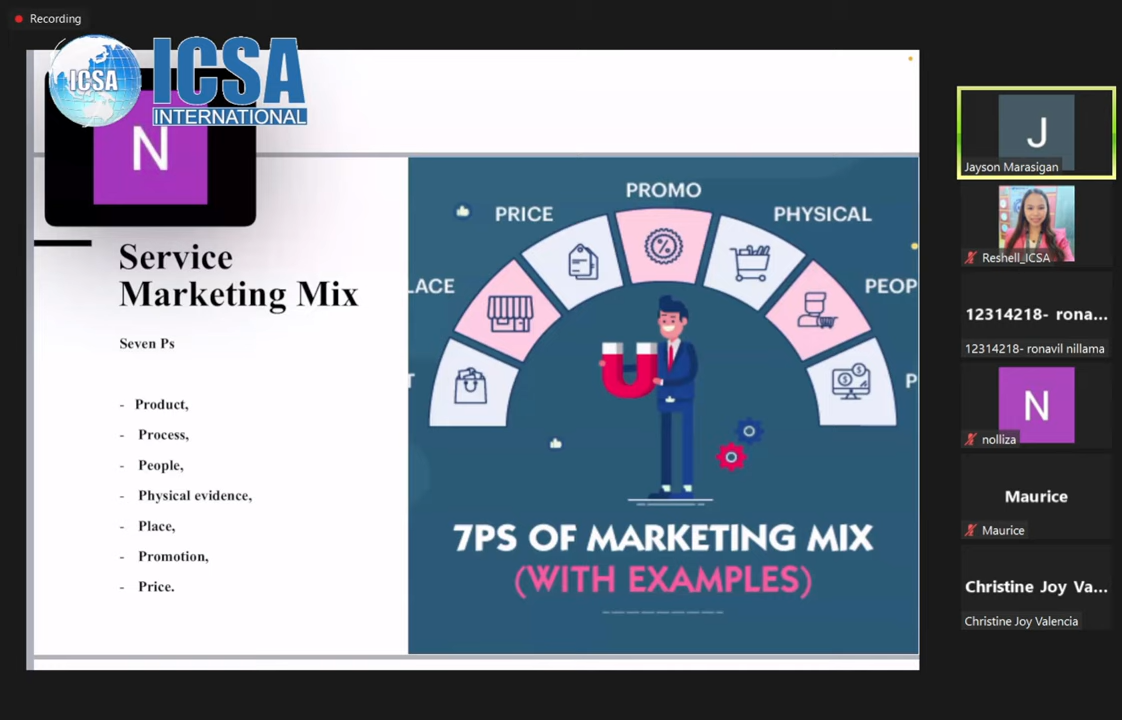 Recording
ICSA
ICSA
INTERNATIONAL
N
Service
Marketing Mix
Seven Ps
- Product,
- Process,
- People,
- Physical evidence,
- Place,
- Promotion,
- Price.
PROMO
PRICE
PHYSICAL
LACE
PEOP
T
P
7PS OF MARKETING MIX
(WITH EXAMPLES)
J
Jayson Marasigan
Reshell_ICSA
12314218- rona...
12314218- ronavil nillama
N
nolliza
Maurice
Maurice
Christine Joy Va...
Christine Joy Valencia